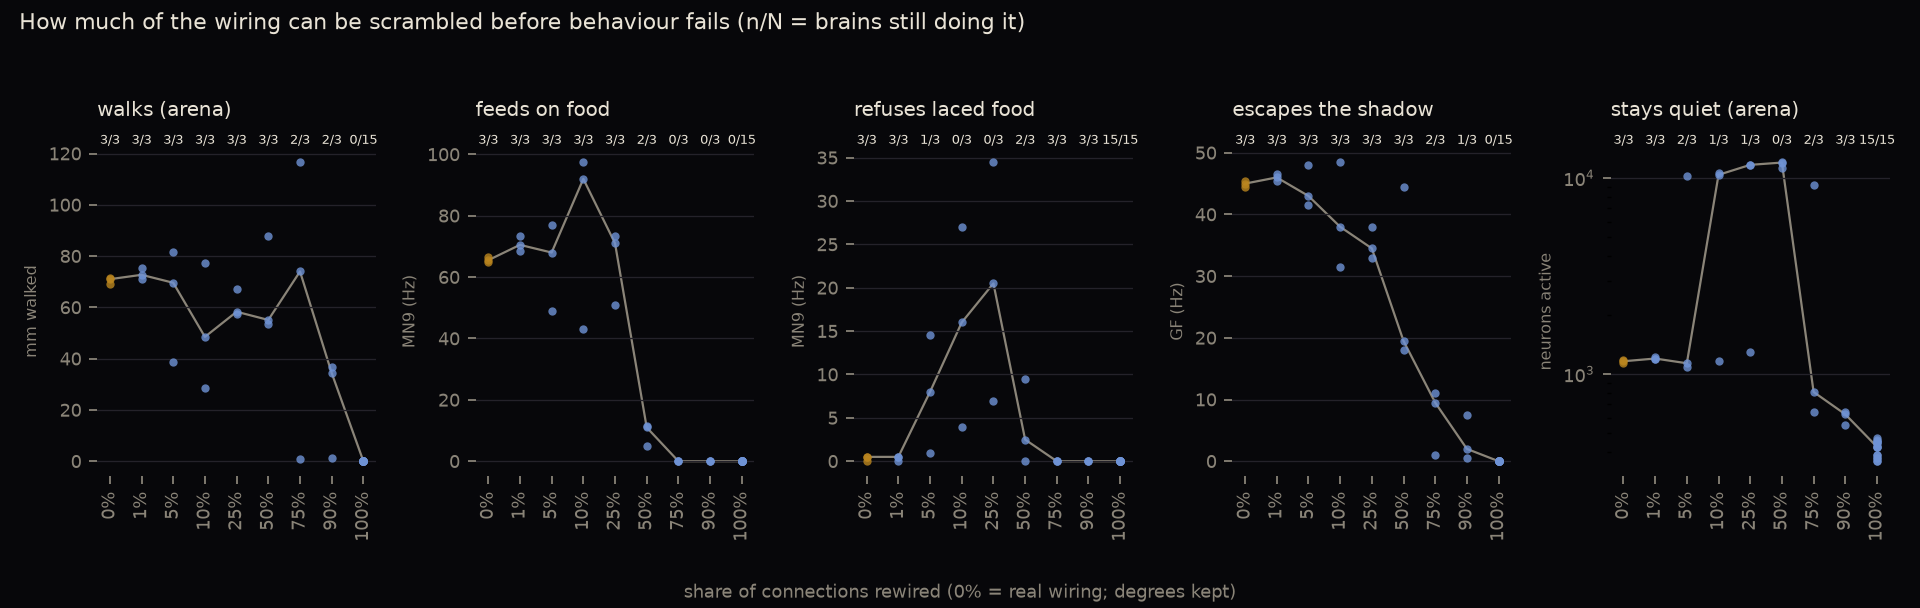 How much of the wiring can be scrambled before behaviour fails (n/N = brains still doing it)
walks (arena)
3/3 3/3 3/3 3/3 3/3 3/3 2/3 2/3 0/15
mm walked
120
100
80
60
40
20
0
0% 1% 5% 10% 25% 50% 75% 90% 100%
feeds on food
3/3 3/3 3/3 3/3 3/3 2/3 0/3 0/3 0/15
MN9 (Hz)
100
80
60
40
20
0
0% 1% 5% 10% 25% 50% 75% 90% 100%
refuses laced food
3/3 3/3 1/3 0/3 0/3 2/3 3/3 3/3 15/15
MN9 (Hz)
35
30
25
20
15
10
5
0
0% 1% 5% 10% 25% 50% 75% 90% 100%
escapes the shadow
3/3 3/3 3/3 3/3 3/3 3/3 2/3 1/3 0/15
GF (Hz)
50
40
30
20
10
0
0% 1% 5% 10% 25% 50% 75% 90% 100%
stays quiet (arena)
3/3 3/3 2/3 1/3 1/3 0/3 2/3 3/3 15/15
neurons active
10⁴
10³
0% 1% 5% 10% 25% 50% 75% 90% 100%
share of connections rewired (0% = real wiring; degrees kept)